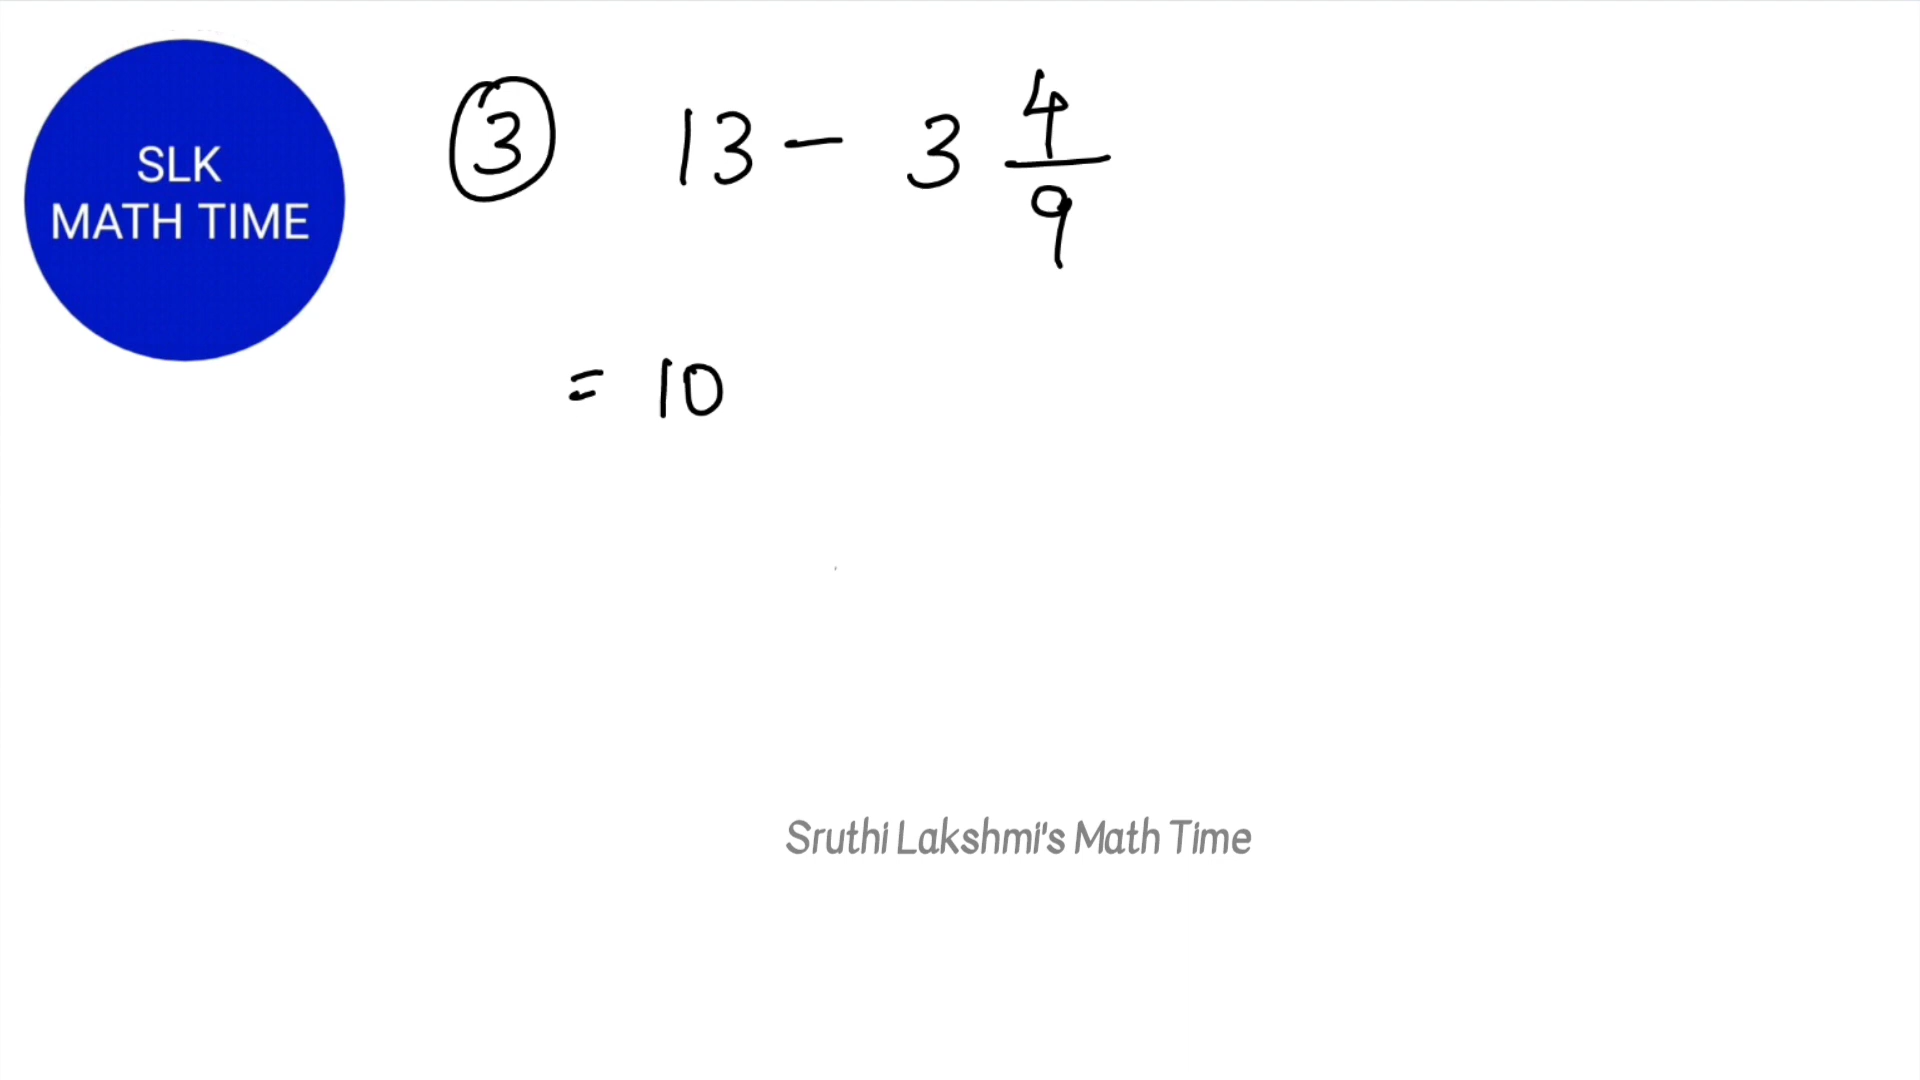 SLK
MATH TIME
③ 13 - 3 4/9
= 10
Sruthi Lakshmi's Math Time